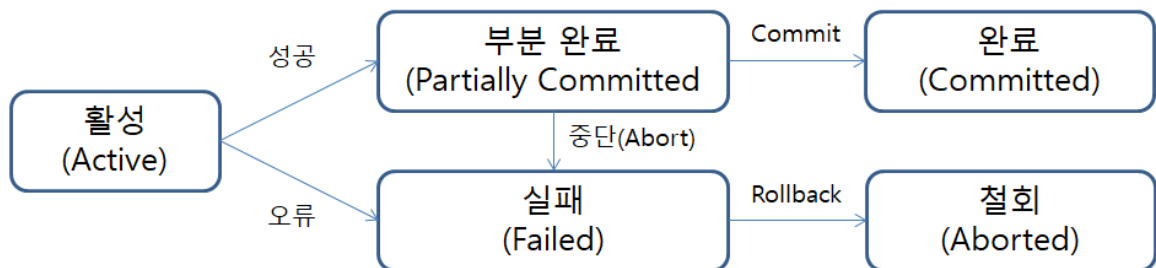 성공
부분 완료
(Partially Committed
Commit
완료
(Committed)
활성
(Active)
중단(Abort)
오류
실패
(Failed)
Rollback
철회
(Aborted)